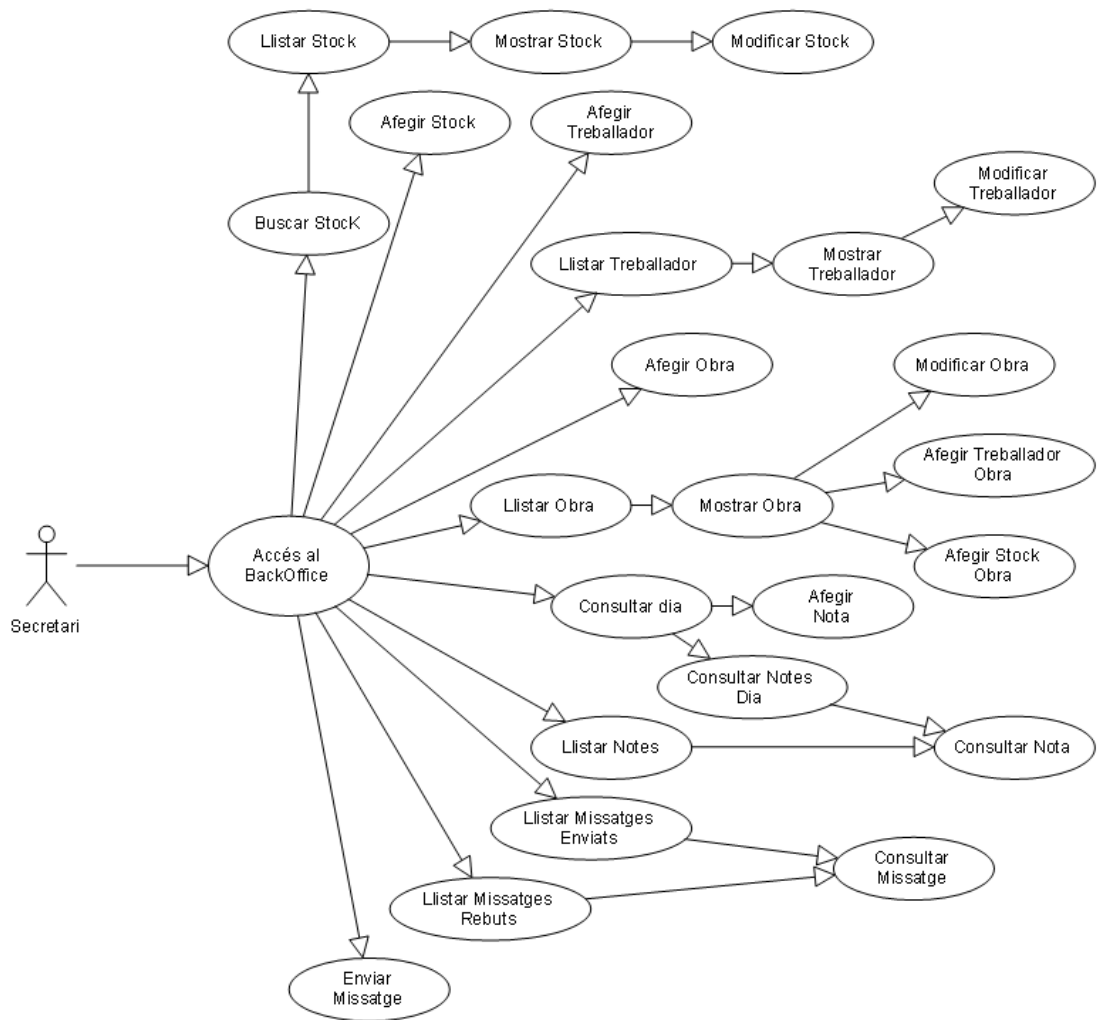 Llistar Stock
Mostrar Stock
Modificar Stock
Afegir Stock
Afegir
Treballador
Modificar
Treballador
Buscar StocK
Llistar Treballador
Mostrar
Treballador
Afegir Obra
Modificar Obra
Afegir Treballador
Obra
Llistar Obra
Mostrar Obra
Afegir Stock
Obra
Accés al
BackOffice
Secretari
Consultar dia
Afegir
Nota
Consultar Notes
Dia
Llistar Notes
Consultar Nota
Llistar Missatges
Enviats
Consultar
Missatge
Llistar Missatges
Rebuts
Enviar
Missatge